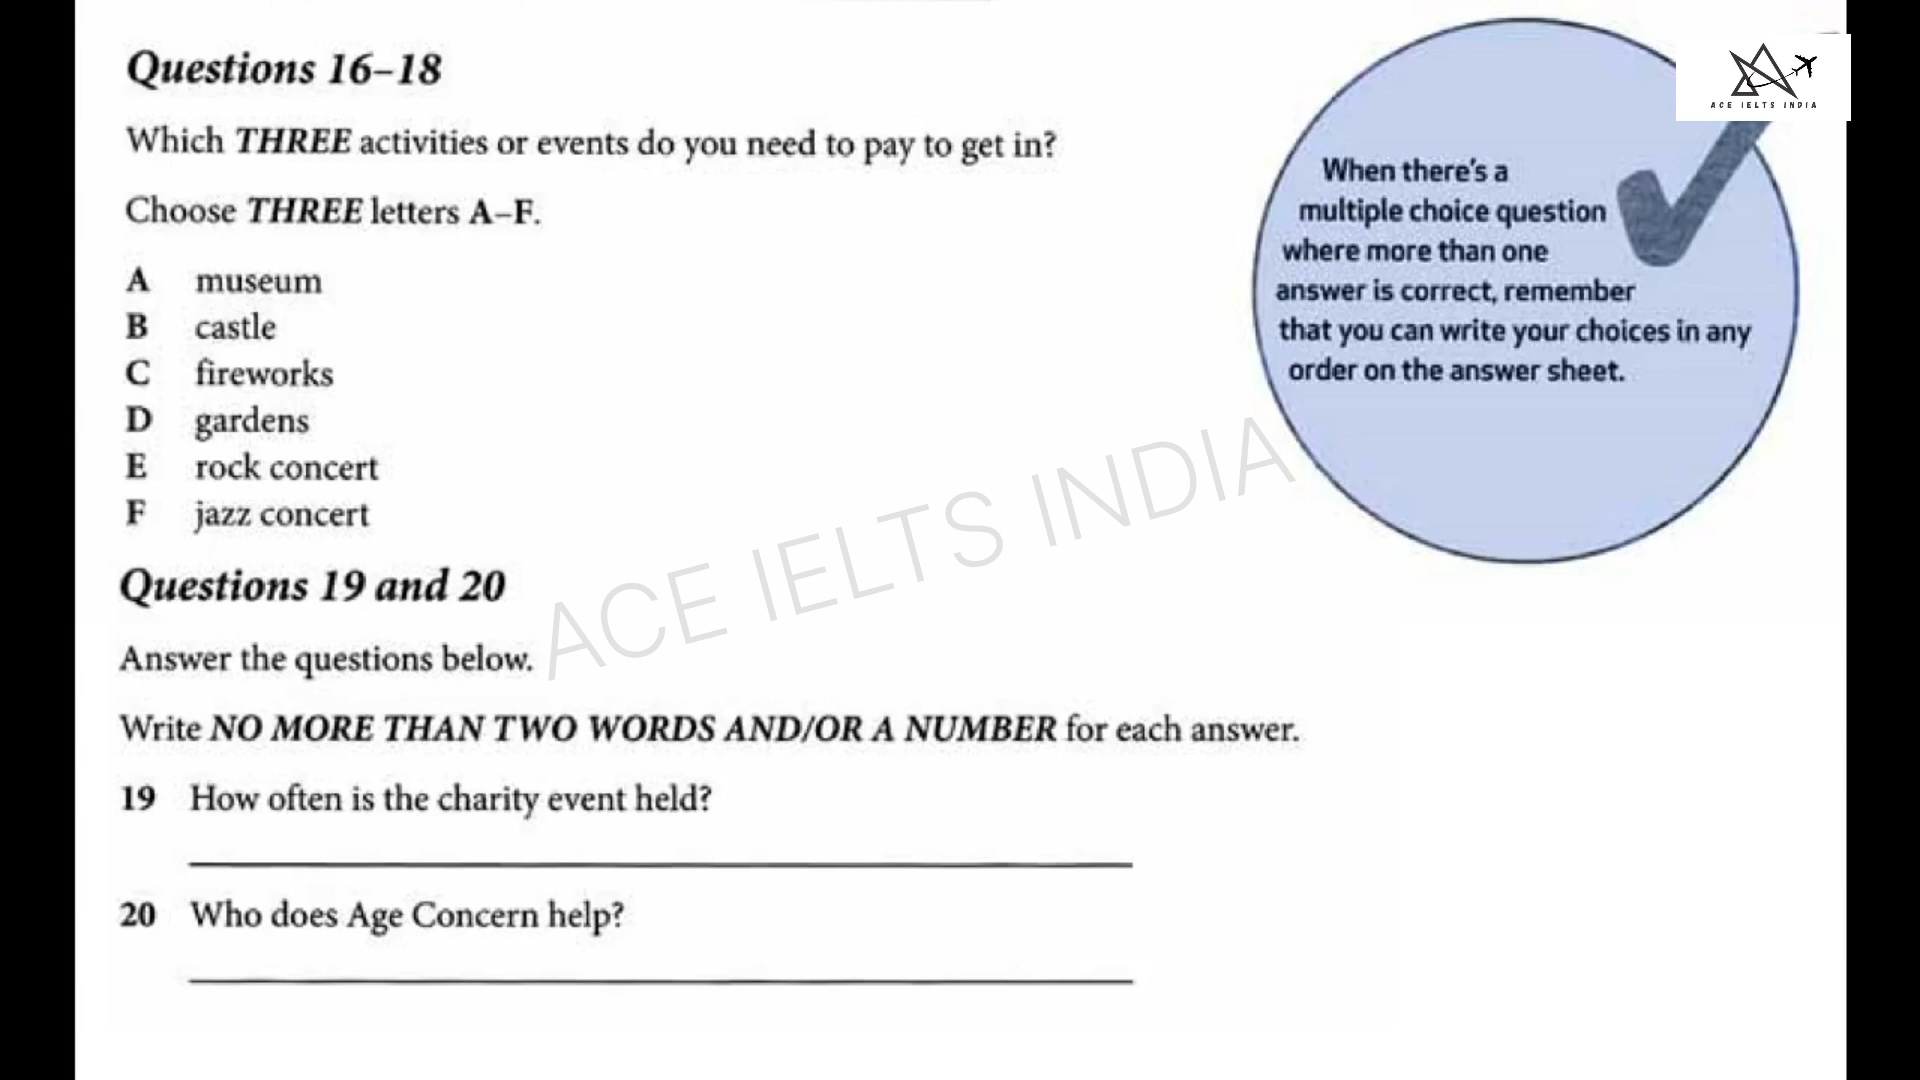 Questions 16–18
Which THREE activities or events do you need to pay to get in?
Choose THREE letters A–F.
A museum
B castle
C fireworks
D gardens
E rock concert
F jazz concert
Questions 19 and 20
Answer the questions below.
Write NO MORE THAN TWO WORDS AND/OR A NUMBER for each answer.
19 How often is the charity event held?
20 Who does Age Concern help?
When there's a
multiple choice question
where more than one
answer is correct, remember
that you can write your choices in any
order on the answer sheet.
ACE IELTS INDIA
ACE IELTS INDIA